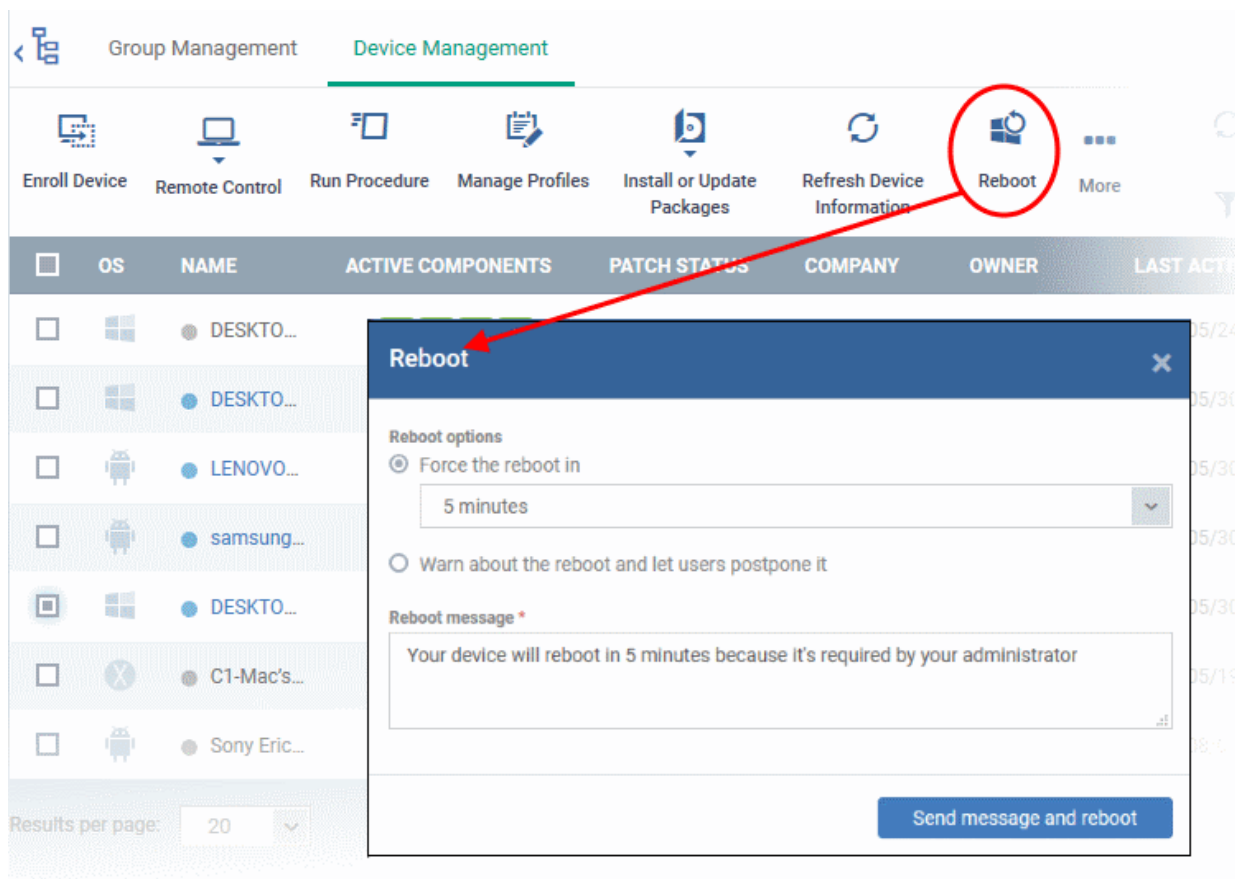 Group Management Device Management
Enroll Device Remote Control Run Procedure Manage Profiles Install or Update Packages Refresh Device Information Reboot More
OS NAME ACTIVE COMPONENTS PATCH STATUS COMPANY OWNER LAST
DESKTO...
05/24
Reboot
DESKTO...
Reboot options
Force the reboot in
LENOVO...
5 minutes
samsung...
Warn about the reboot and let users postpone it
DESKTO...
Reboot message *
Your device will reboot in 5 minutes because it's required by your administrator
C1-Mac's...
Sony Eric...
Results per page: 20
Send message and reboot